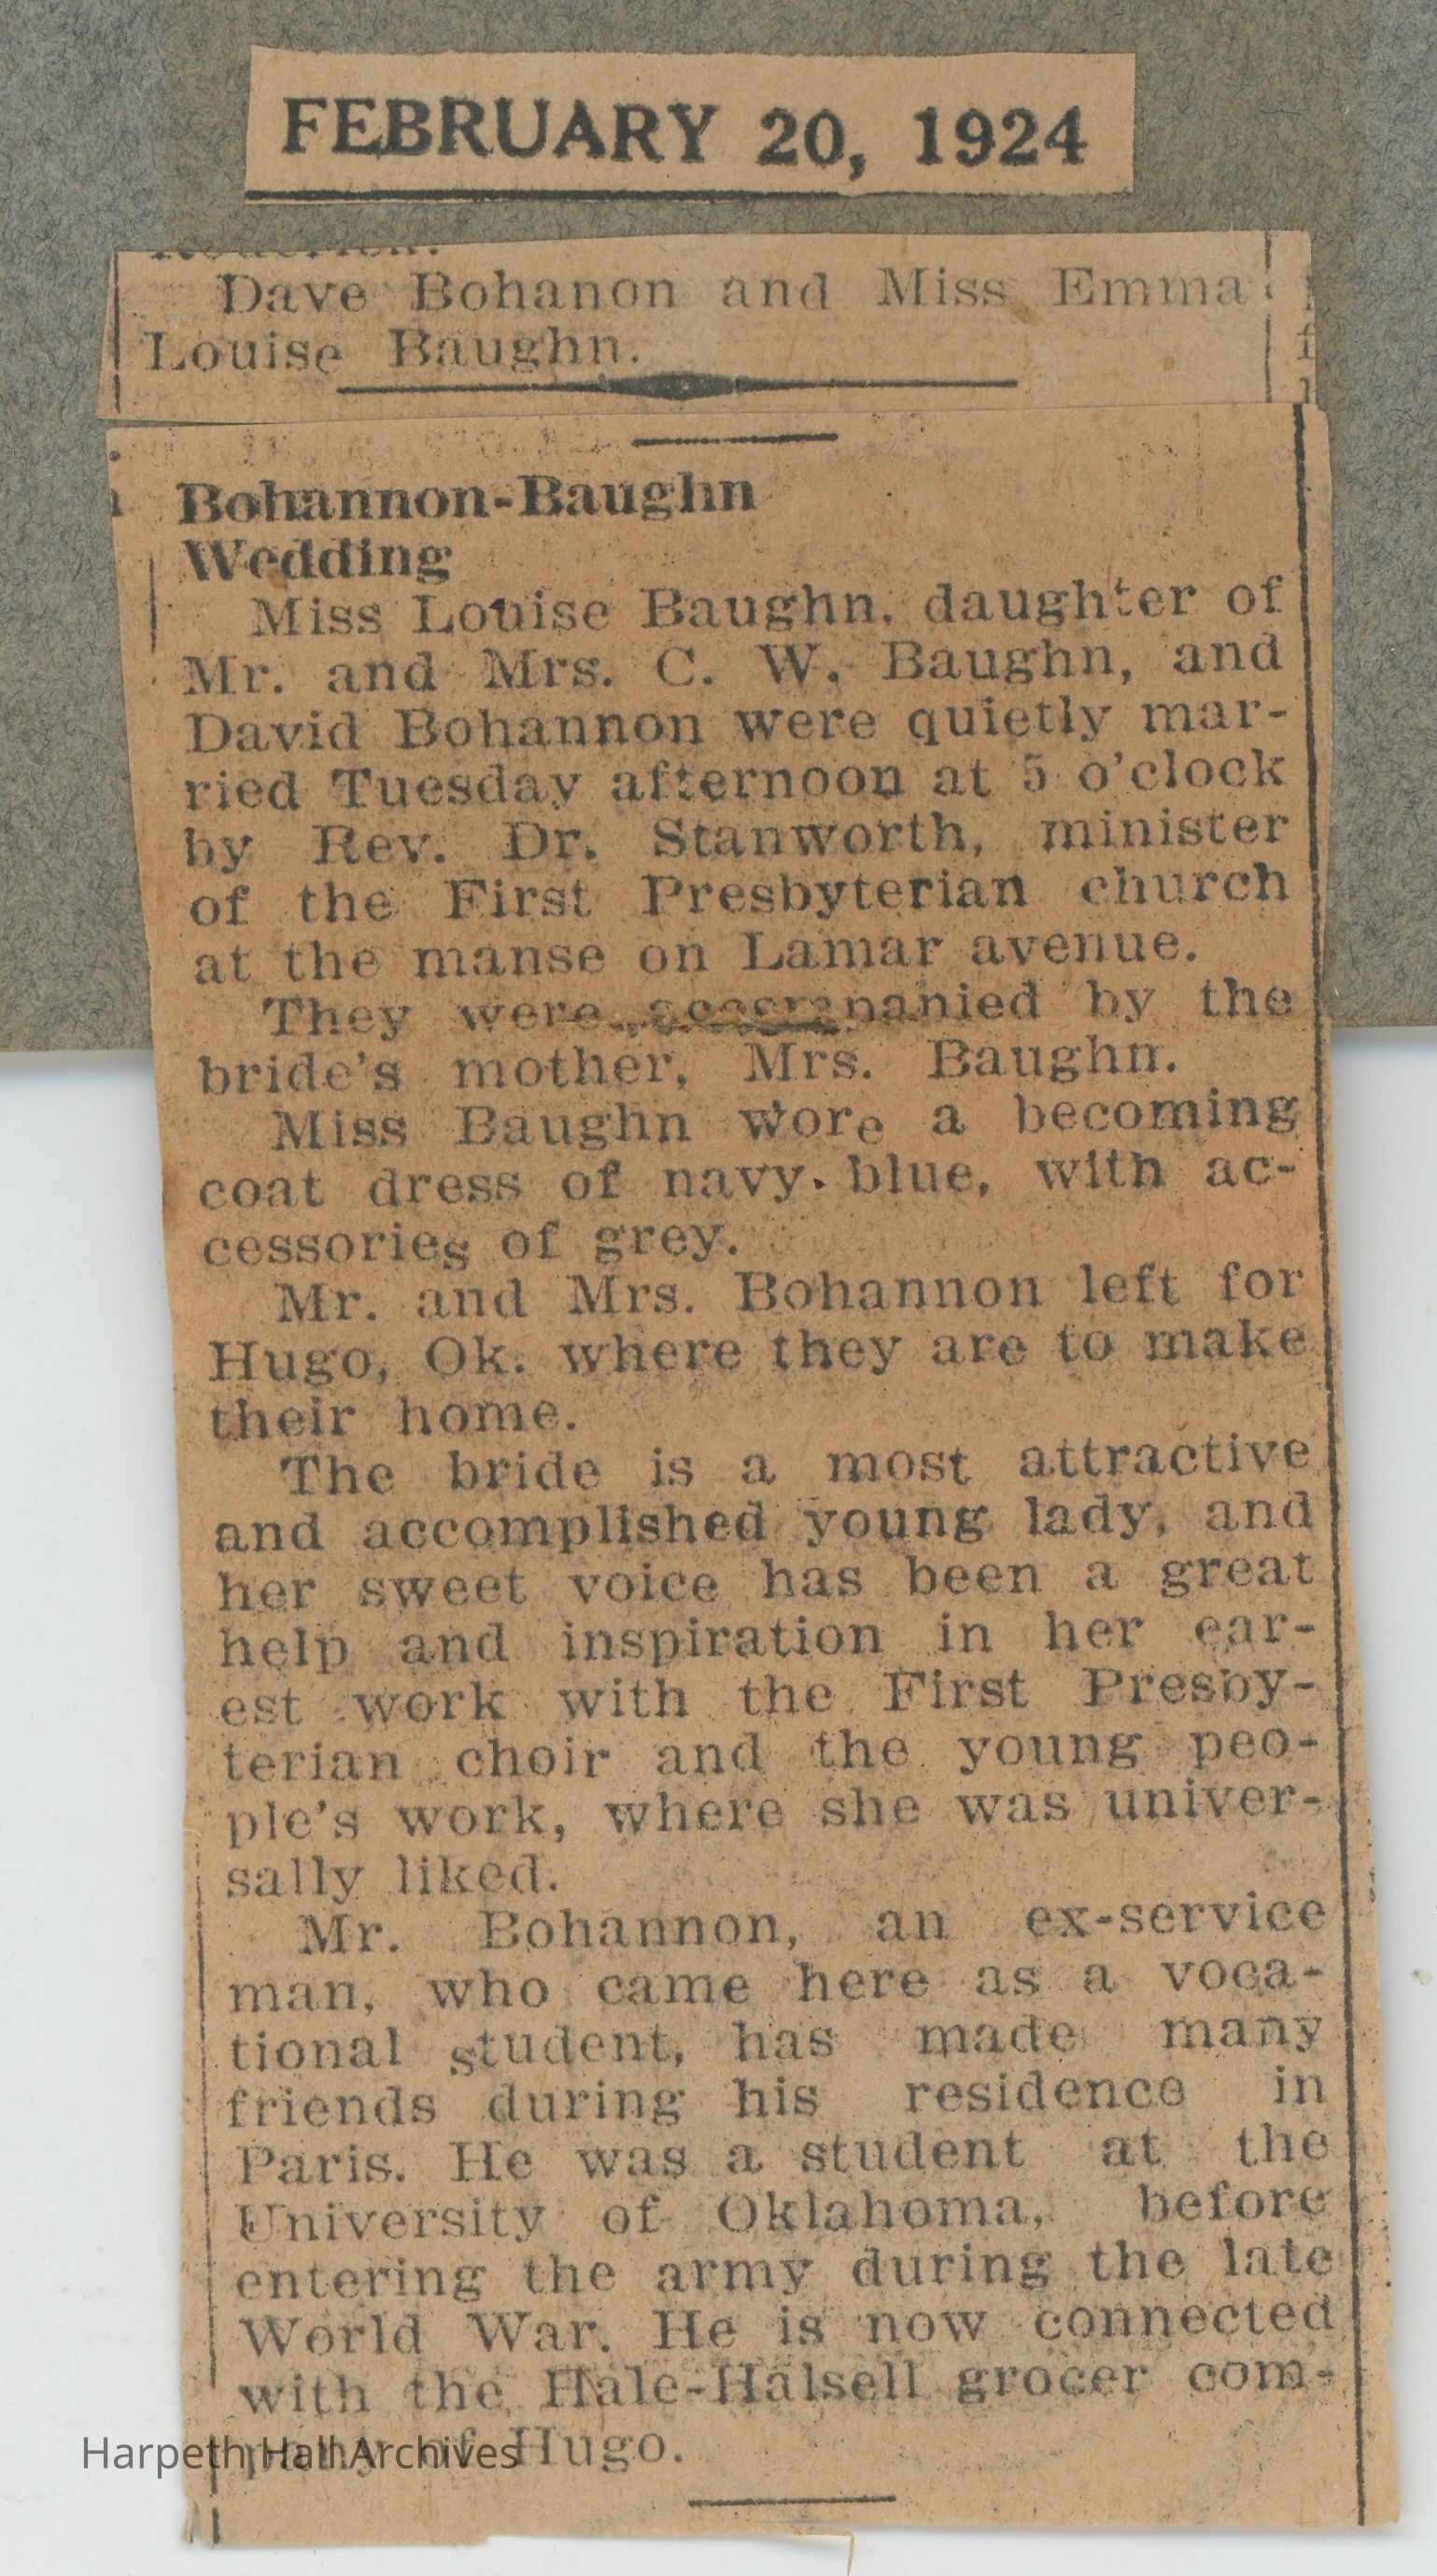 FEBRUARY 20, 1924
Dave Bohanon and Miss Emma
Louise Baughn.
Bohannon-Baughn
Wedding
Miss Louise Baughn, daughter of
Mr. and Mrs. C. W. Baughn, and
David Bohannon were quietly mar-
ried Tuesday afternoon at 5 o'clock
by Rev. Dr. Stanworth, minister
of the First Presbyterian church
at the manse on Lamar avenue.
They were by the
bride's mother, Mrs. Baughn.
Miss Baughn wore a becoming
coat dress of navy blue, with ac-
cessories of grey.
Mr. and Mrs. Bohannon left for
Hugo, Ok. where they are to make
their home.
The bride is a most attractive
and accomplished young lady, and
her sweet voice has been a great
help and inspiration in her ear-
est work with the First Presby-
terian choir and the young peo-
ple's work, where she was univer-
sally liked.
Mr. Bohannon, an ex-service
man, who came here as a voca-
tional student, has made many
friends during his residence in
Paris. He was a student at the
University of Oklahoma, before
entering the army during the late
World War. He is now connected
with the Hale-Halsell grocer com-
pany of Hugo.
Harpeth Hall Archives